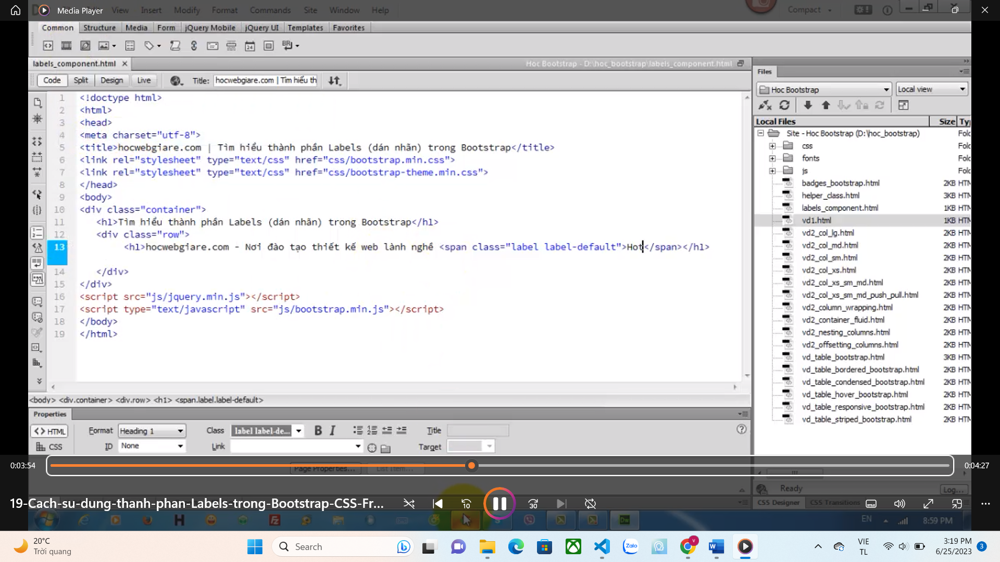 Media Player
View Insert Modify Format Commands Site Window Help
Compact
Common Structure Media Form jQuery Mobile jQuery UI Templates Favorites
labels_component.html
Hoc Bootstrap - D:\hoc_bootstrap\labels_component.html
Code Split Design Live Title: hocwebgiare.com | Tìm hiểu th
1 <!doctype html>
2 <html>
3 <head>
4 <meta charset="utf-8">
5 <title>hocwebgiare.com | Tìm hiểu thành phần Labels (dán nhãn) trong Bootstrap</title>
6 <link rel="stylesheet" type="text/css" href="css/bootstrap.min.css">
7 <link rel="stylesheet" type="text/css" href="css/bootstrap-theme.min.css">
8 </head>
9 <body>
10 <div class="container">
11 <h1>Tìm hiểu thành phần Labels (dán nhãn) trong Bootstrap</h1>
12 <div class="row">
13 <h1>hocwebgiare.com - Nơi đào tạo thiết kế web lành nghề <span class="label label-default">Hot</span></h1>
14 </div>
15 </div>
16 <script src="js/jquery.min.js"></script>
17 <script type="text/javascript" src="js/bootstrap.min.js"></script>
18 </body>
19 </html>
<body> <div.container> <div.row> <h1> <span.label.label-default>
Files
Hoc Bootstrap Local view
Local Files Size Ty
Site - Hoc Bootstrap (D:\hoc_bootstrap) Folc
css Folc
fonts Folc
js Folc
badges_bootstrap.html 2KB HTM
helper_class.html 3KB HTM
labels_component.html 1KB HTM
vd1.html 1KB HTM
vd2_col_lg.html 2KB HTM
vd2_col_md.html 2KB HTM
vd2_col_sm.html 2KB HTM
vd2_col_xs.html 2KB HTM
vd2_col_xs_sm_md.html 2KB HTM
vd2_col_xs_sm_md_push_pull.html 2KB HTM
vd2_column_wrapping.html 2KB HTM
vd2_container_fluid.html 2KB HTM
vd2_nesting_columns.html 2KB HTM
vd2_offsetting_columns.html 2KB HTM
vd_table_bootstrap.html 3KB HTM
vd_table_bordered_bootstrap.html 2KB HTM
vd_table_condensed_bootstrap.html 2KB HTM
vd_table_hover_bootstrap.html 2KB HTM
vd_table_responsive_bootstrap.html 2KB HTM
vd_table_striped_bootstrap.html 2KB HTM
Properties
<> HTML Format Heading 1 Class label label-de... B I Title
CSS ID None Link Target
Page Properties... List Item...
0:03:54 0:04:27
Ready Log...
CSS Designer CSS Transitions
19-Cach-su-dung-thanh-phan-Labels-trong-Bootstrap-CSS-Fr... 10 30
EN 8:59 PM
20°C
Trời quang
Search
Zalo
VIE
TL
3:19 PM
6/25/2023
3